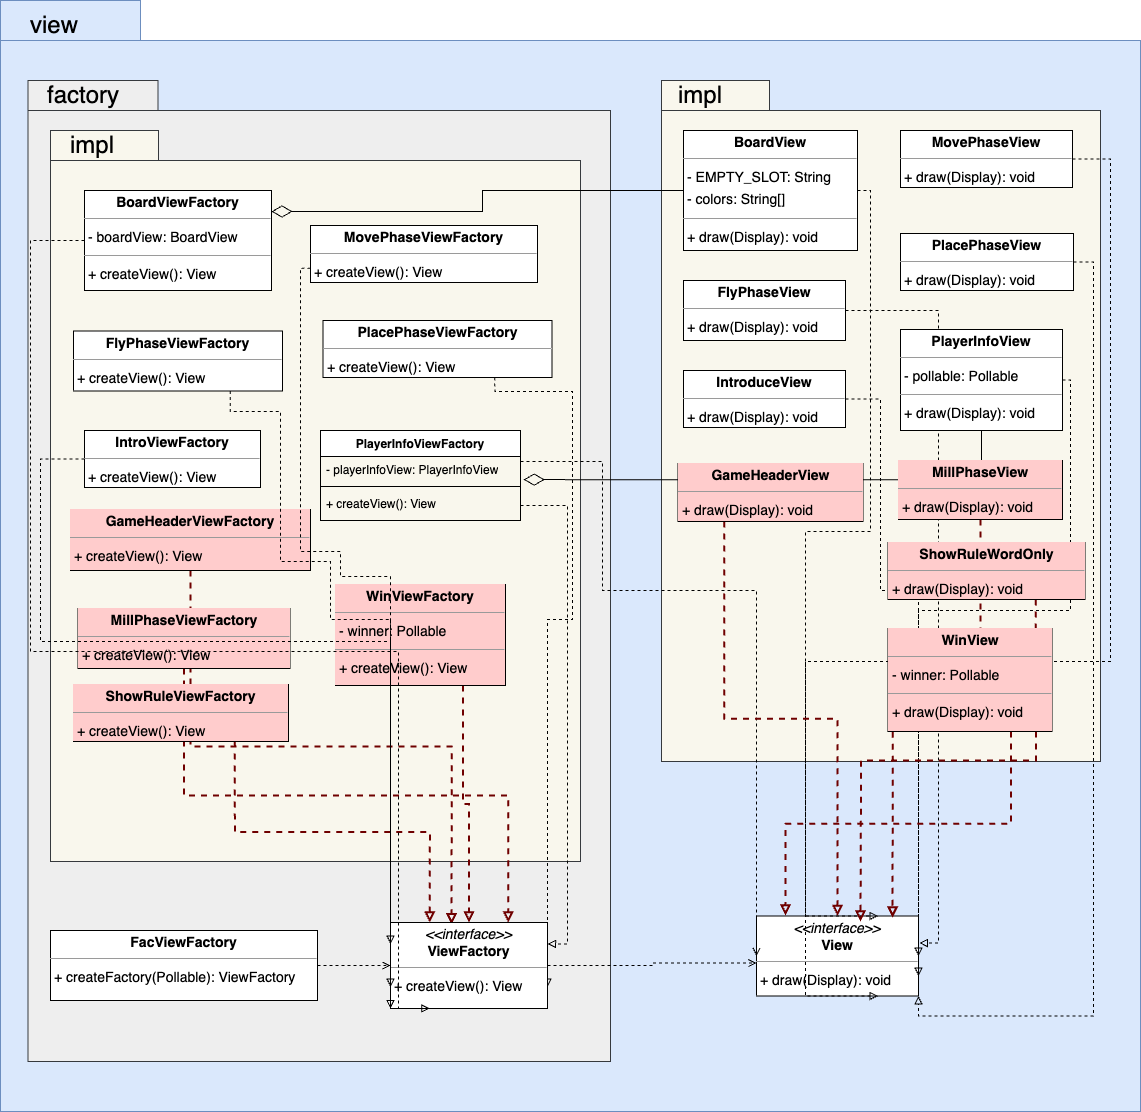 view
factory
impl
BoardViewFactory
- boardView: BoardView
+ createView(): View
MovePhaseViewFactory
+ createView(): View
FlyPhaseViewFactory
+ createView(): View
PlacePhaseViewFactory
+ createView(): View
IntroViewFactory
+ createView(): View
PlayerInfoViewFactory
- playerInfoView: PlayerInfoView
+ createView(): View
GameHeaderViewFactory
+ createView(): View
MillPhaseViewFactory
+ createView(): View
WinViewFactory
- winner: Pollable
+ createView(): View
ShowRuleViewFactory
+ createView(): View
FacViewFactory
+ createFactory(Pollable): ViewFactory
<<interface>>
ViewFactory
+ createView(): View
impl
BoardView
- EMPTY_SLOT: String
- colors: String[]
+ draw(Display): void
MovePhaseView
+ draw(Display): void
PlacePhaseView
+ draw(Display): void
FlyPhaseView
+ draw(Display): void
PlayerInfoView
- pollable: Pollable
+ draw(Display): void
IntroduceView
+ draw(Display): void
GameHeaderView
+ draw(Display): void
MillPhaseView
+ draw(Display): void
ShowRuleWordOnly
+ draw(Display): void
WinView
- winner: Pollable
+ draw(Display): void
<<interface>>
View
+ draw(Display): void